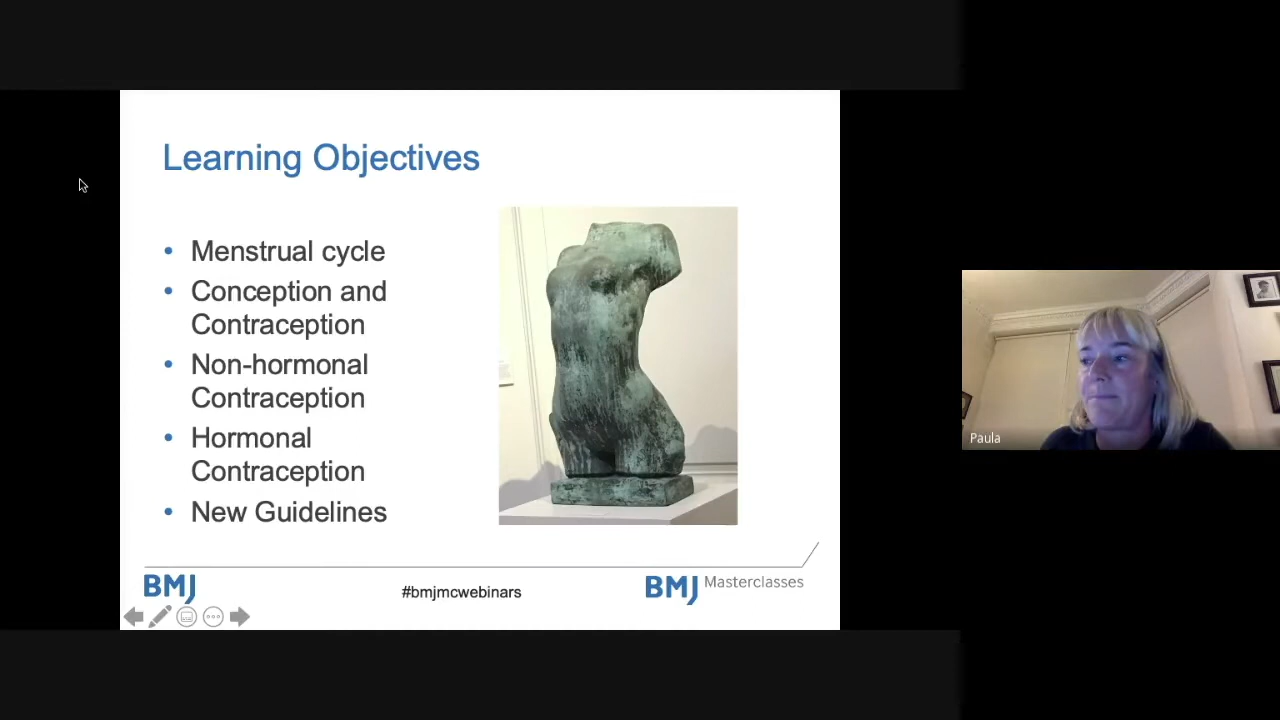 Learning Objectives
• Menstrual cycle
• Conception and
Contraception
• Non-hormonal
Contraception
• Hormonal
Contraception
• New Guidelines
BMJ
#bmjmcwebinars
BMJ Masterclasses
Paula